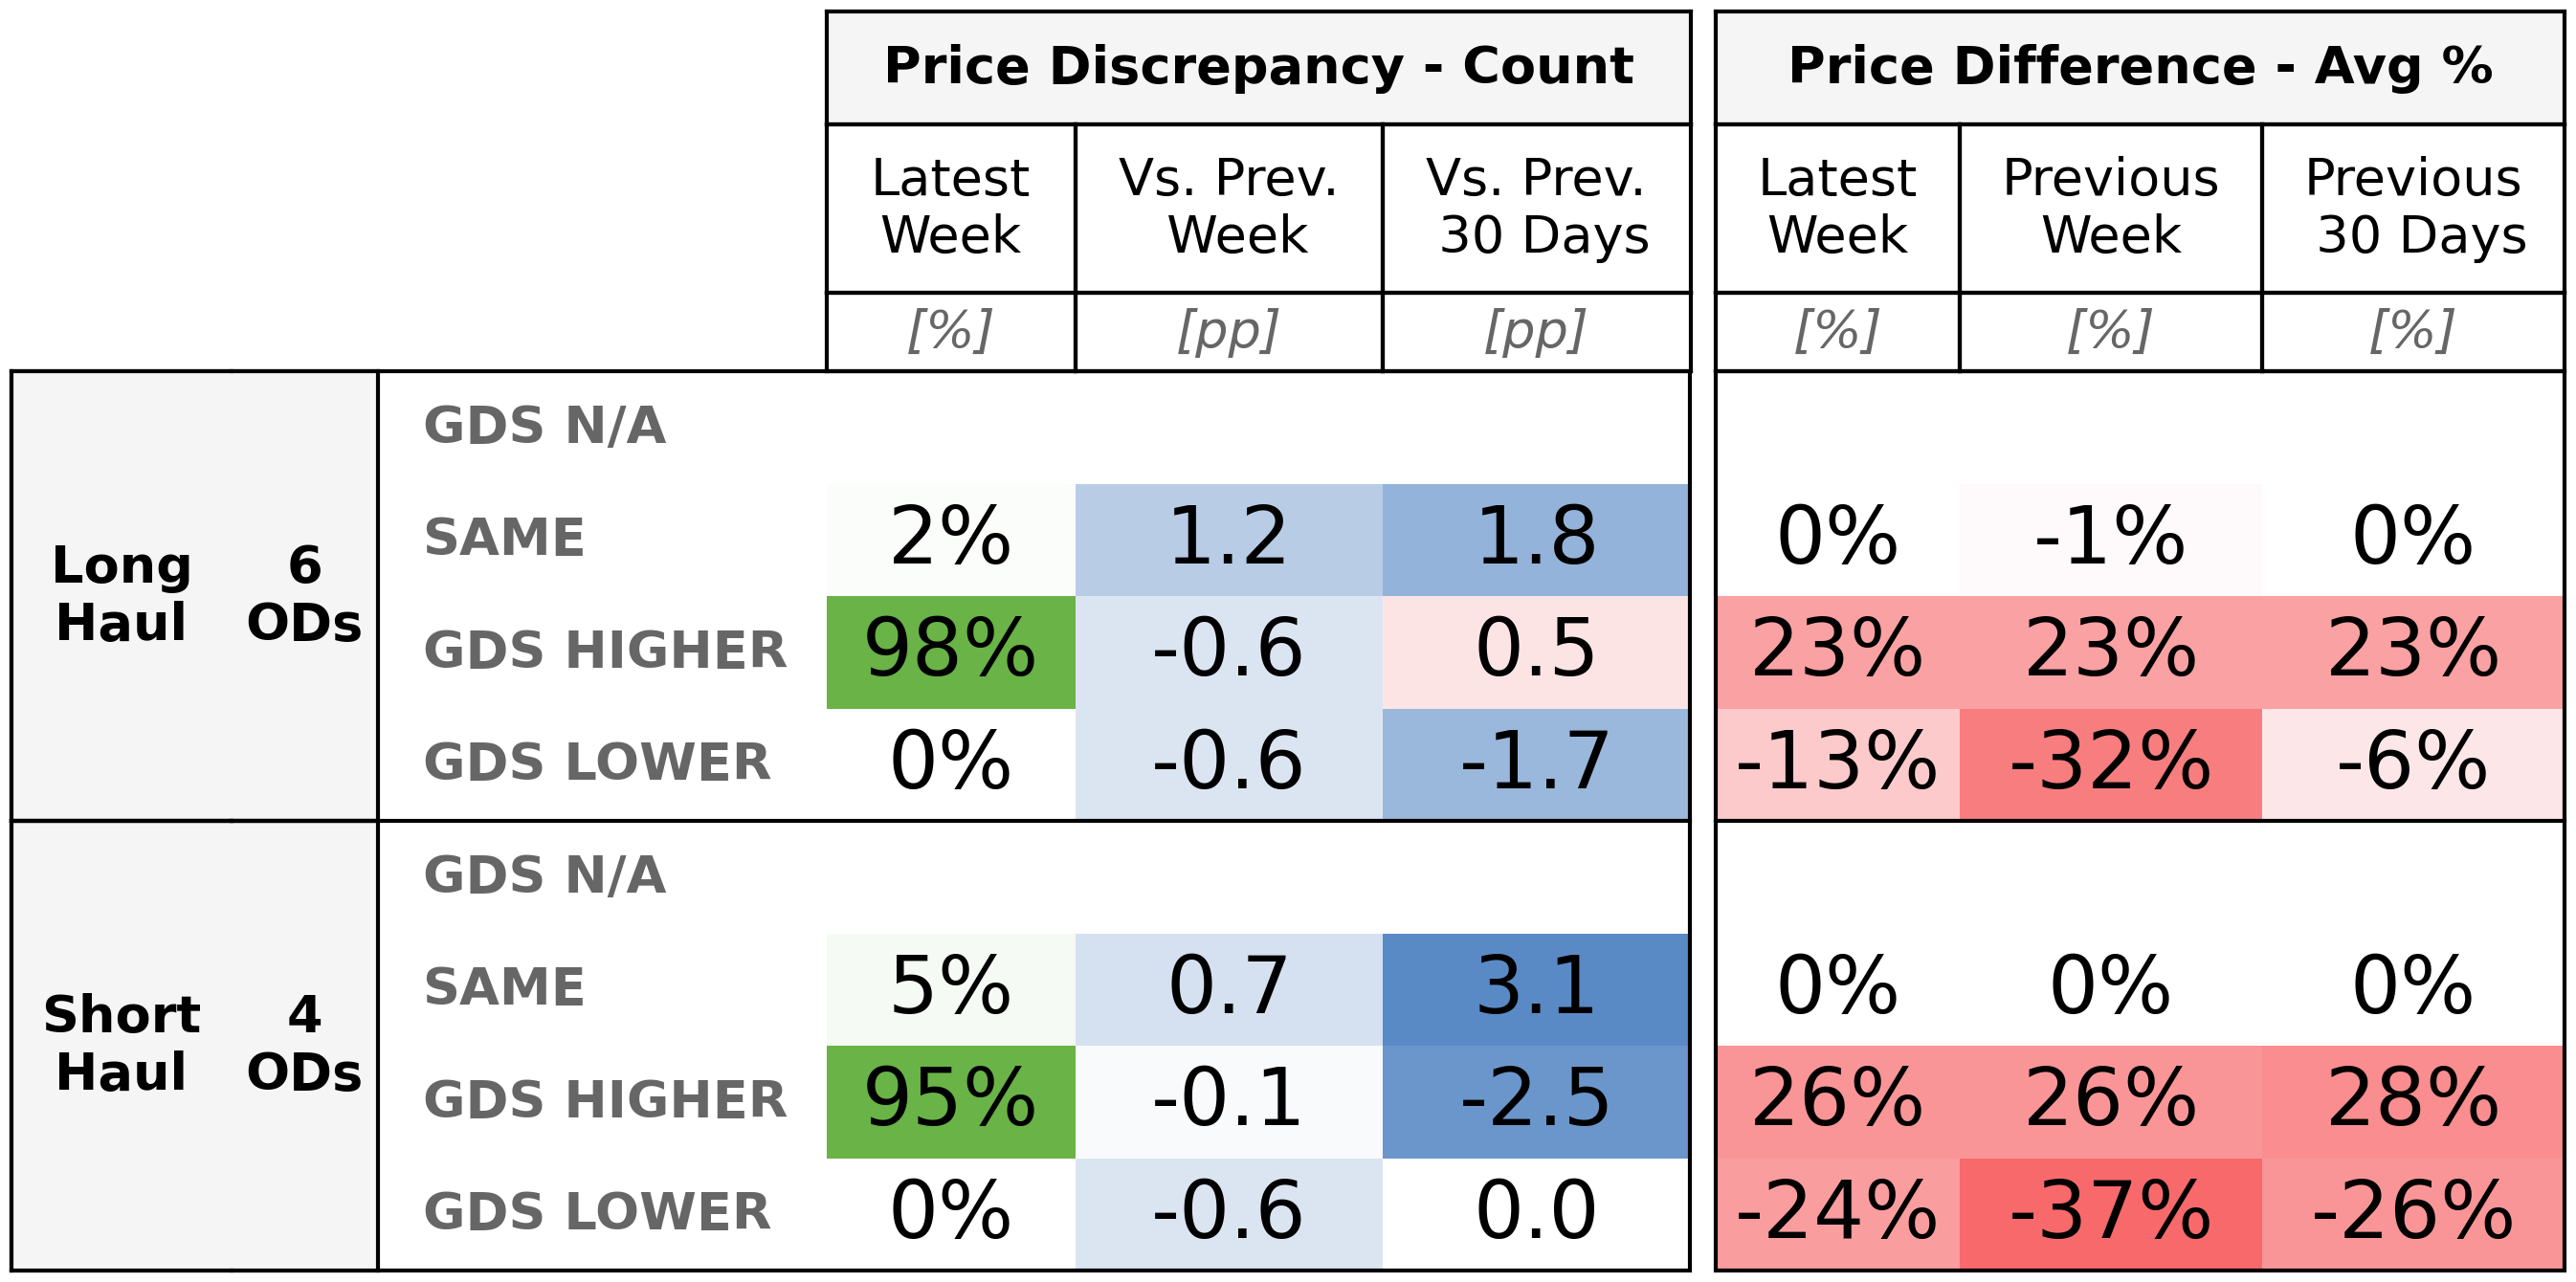 Price Discrepancy - Count Price Difference - Avg %
Latest Week Vs. Prev. Week Vs. Prev. 30 Days Latest Week Previous Week Previous 30 Days
[%] [pp] [pp] [%] [%] [%]
Long Haul 6 ODs
GDS N/A
SAME 2% 1.2 1.8 0% -1% 0%
GDS HIGHER 98% -0.6 0.5 23% 23% 23%
GDS LOWER 0% -0.6 -1.7 -13% -32% -6%
Short Haul 4 ODs
GDS N/A
SAME 5% 0.7 3.1 0% 0% 0%
GDS HIGHER 95% -0.1 -2.5 26% 26% 28%
GDS LOWER 0% -0.6 0.0 -24% -37% -26%